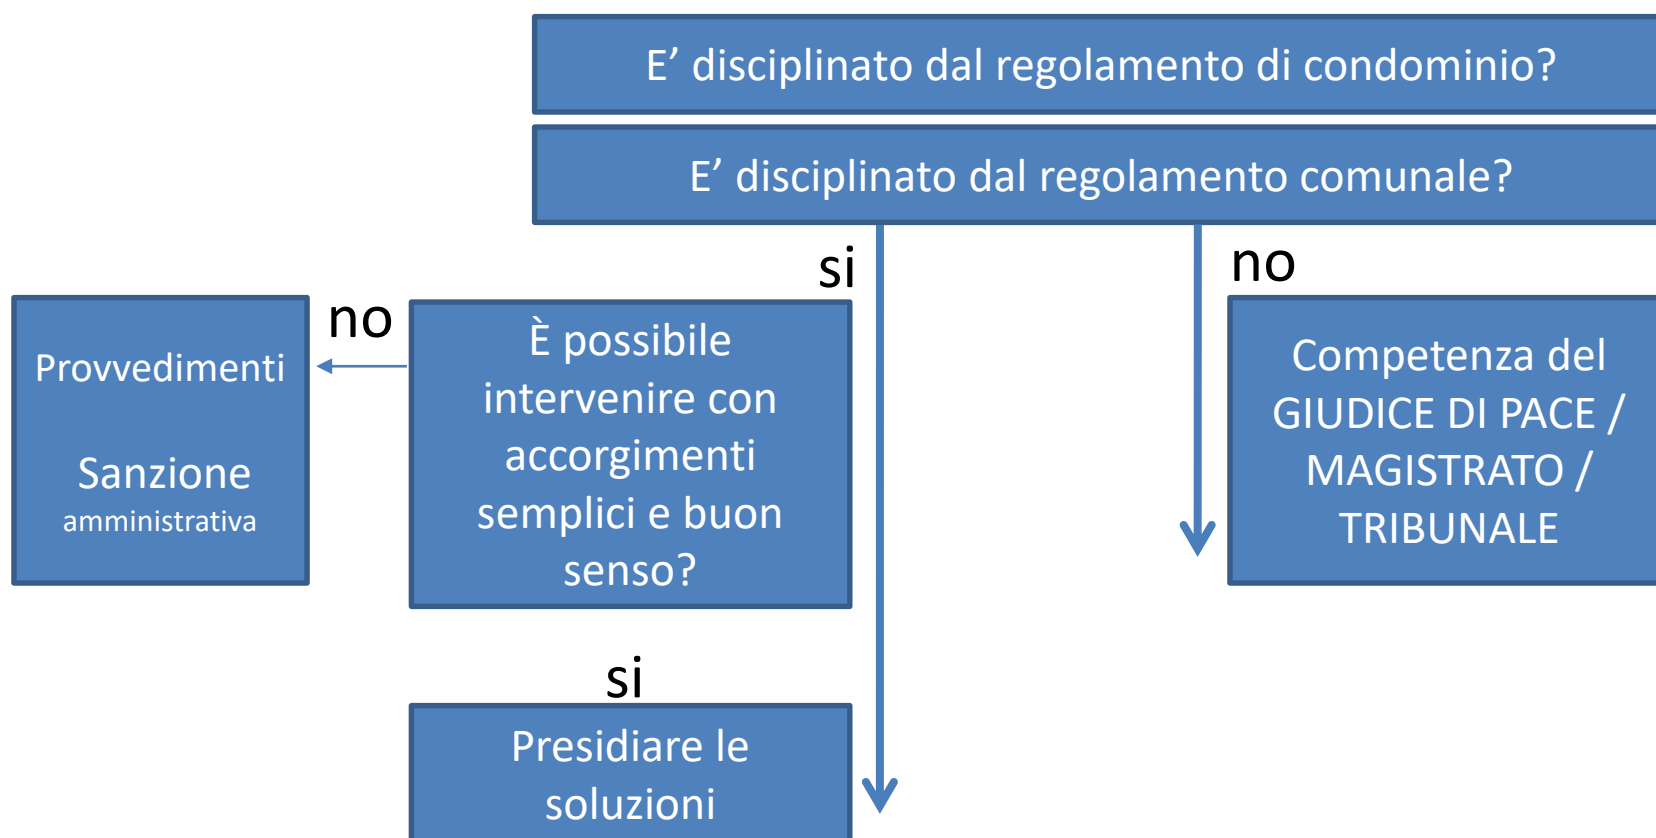 E’ disciplinato dal regolamento di condominio?
E’ disciplinato dal regolamento comunale?
si
no
no
È possibile
intervenire con
accorgimenti
semplici e buon
senso?
Provvedimenti
Sanzione
amministrativa
Competenza del
GIUDICE DI PACE /
MAGISTRATO /
TRIBUNALE
si
Presidiare le
soluzioni